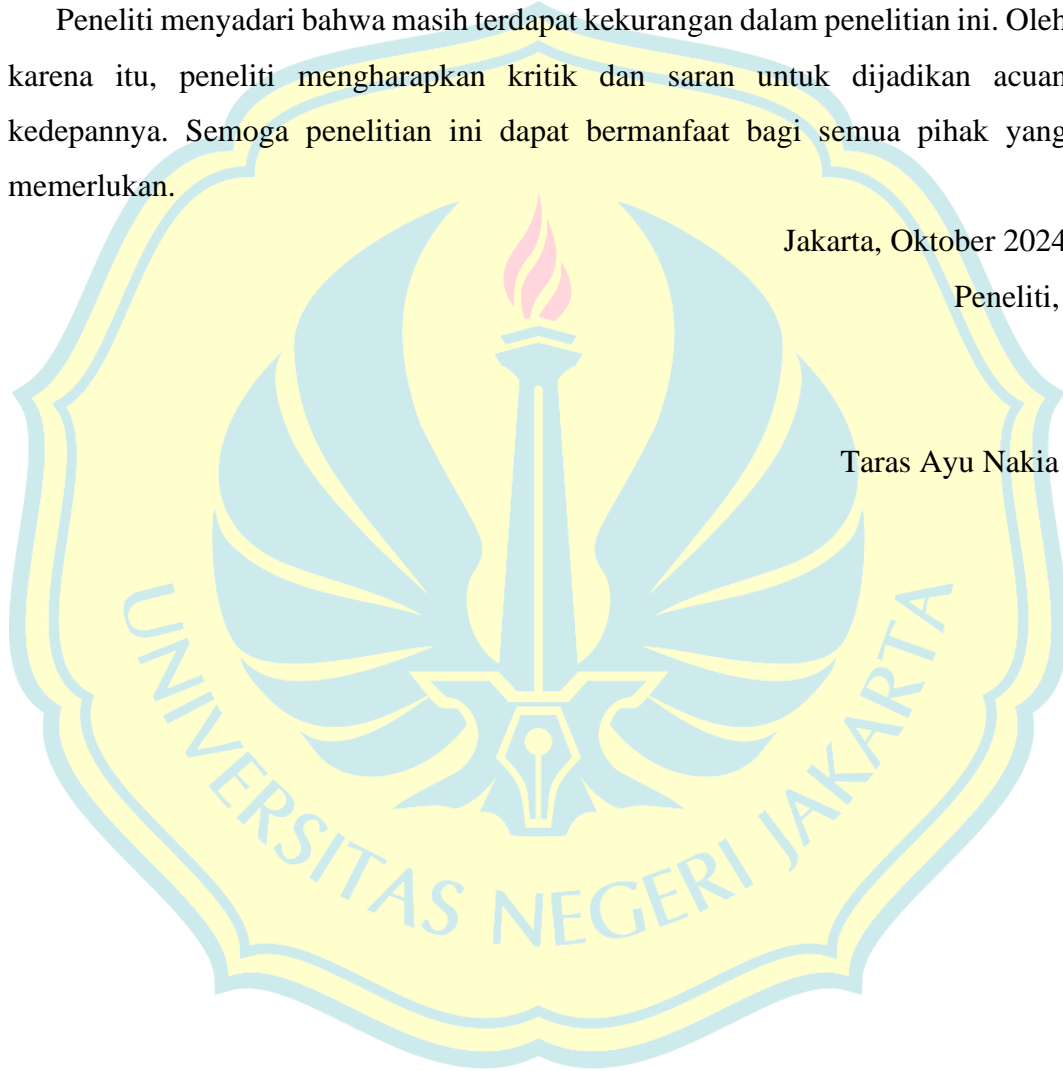 Peneliti menyadari bahwa masih terdapat kekurangan dalam penelitian ini. Oleh
karena itu, peneliti mengharapkan kritik dan saran untuk dijadikan acuan
kedepannya. Semoga penelitian ini dapat bermanfaat bagi semua pihak yang
memerlukan.
Jakarta, Oktober 2024
Peneliti,
Taras Ayu Nakia
UNIVERSITAS NEGERI JAKARTA